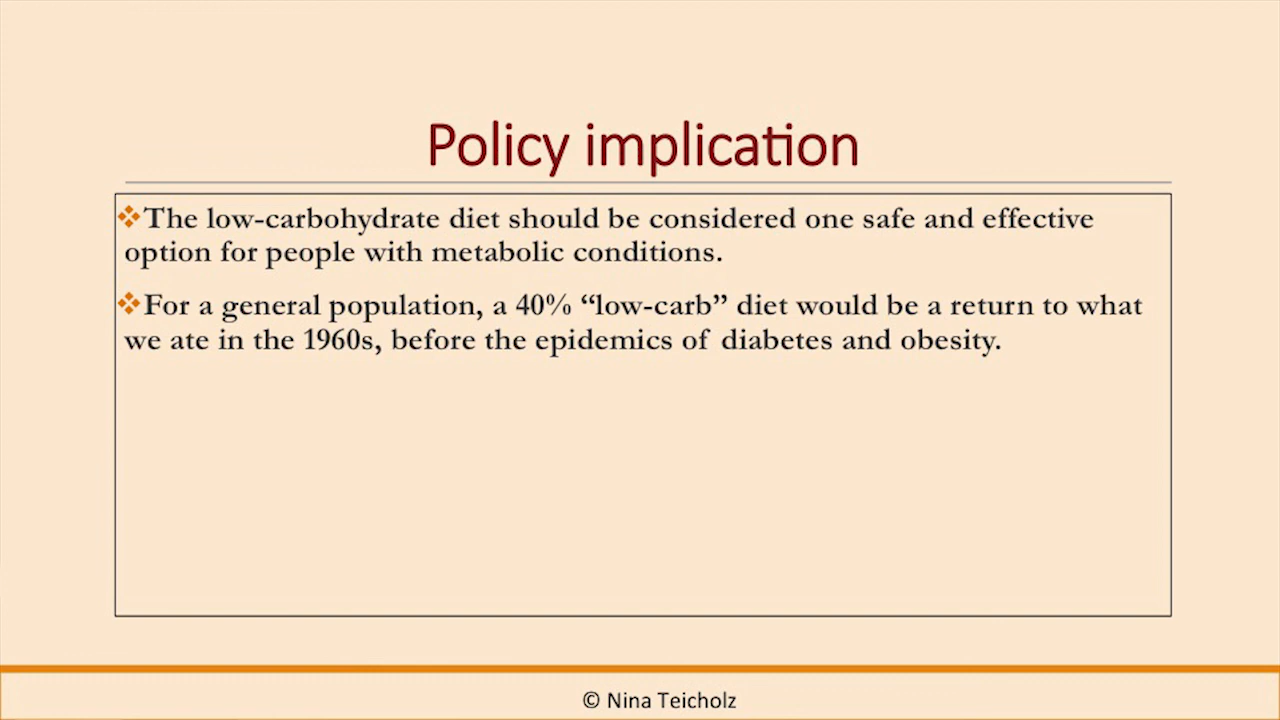 Policy implication
❖The low-carbohydrate diet should be considered one safe and effective
option for people with metabolic conditions.
❖For a general population, a 40% “low-carb” diet would be a return to what
we ate in the 1960s, before the epidemics of diabetes and obesity.
© Nina Teicholz